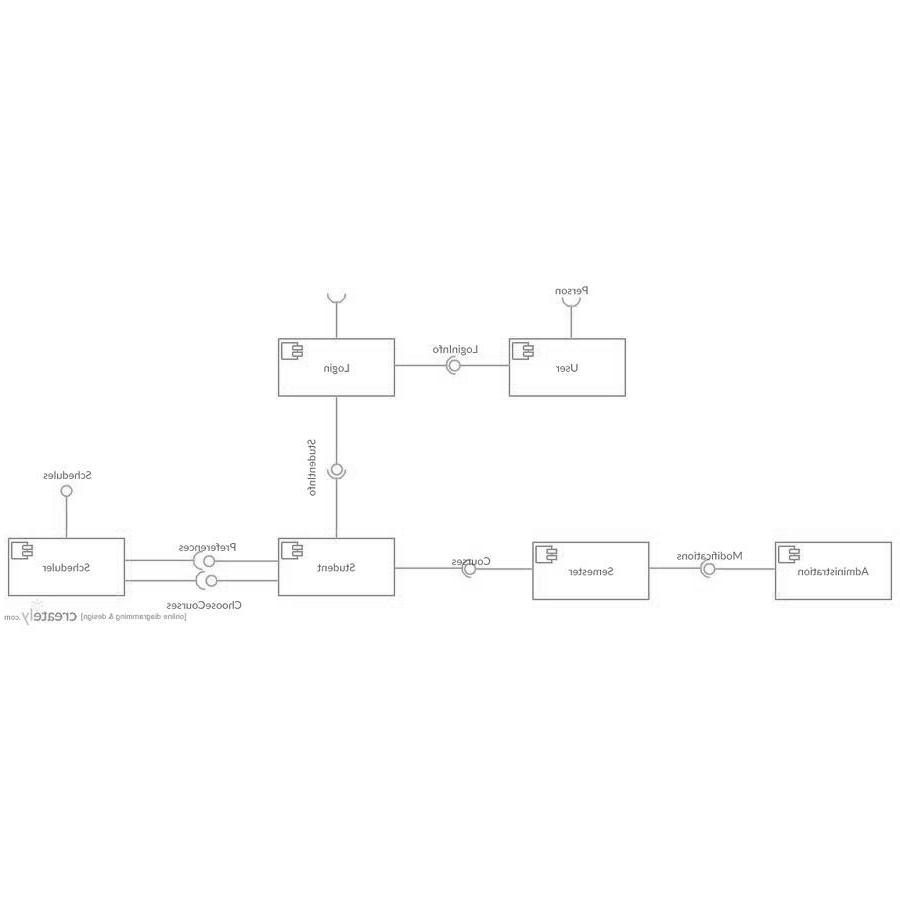 Person
LoginInfo
Login
User
StudentInfo
Schedules
Preferences
Courses
Modifications
Scheduler
Student
Semester
Administration
ChooseCourses
creately.com
[online diagramming & design]